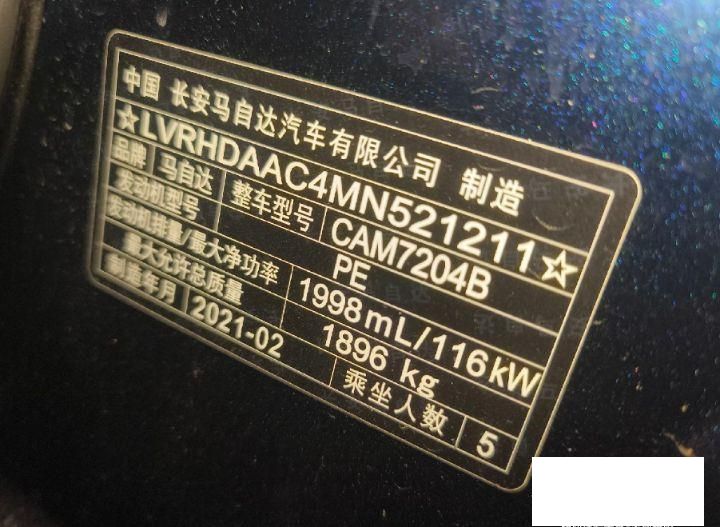 中国 长安马自达汽车有限公司 制造
☆LVRHDAAC4MN521211☆
品牌 马自达 整车型号 CAM7204B
发动机型号 PE
发动机排量/最大净功率 1998mL/116kW
最大允许总质量 1896 kg
制造年月 2021-02 乘坐人数 5